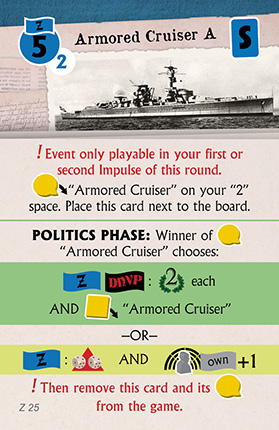 Z
5
2
Armored Cruiser A
S
! Event only playable in your first or
second Impulse of this round.
“Armored Cruiser” on your “2”
space. Place this card next to the board.
POLITICS PHASE: Winner of
“Armored Cruiser” chooses:
Z DNVP : 2 each
AND “Armored Cruiser”
–OR–
Z : AND own +1
! Then remove this card and its
from the game.
Z 25